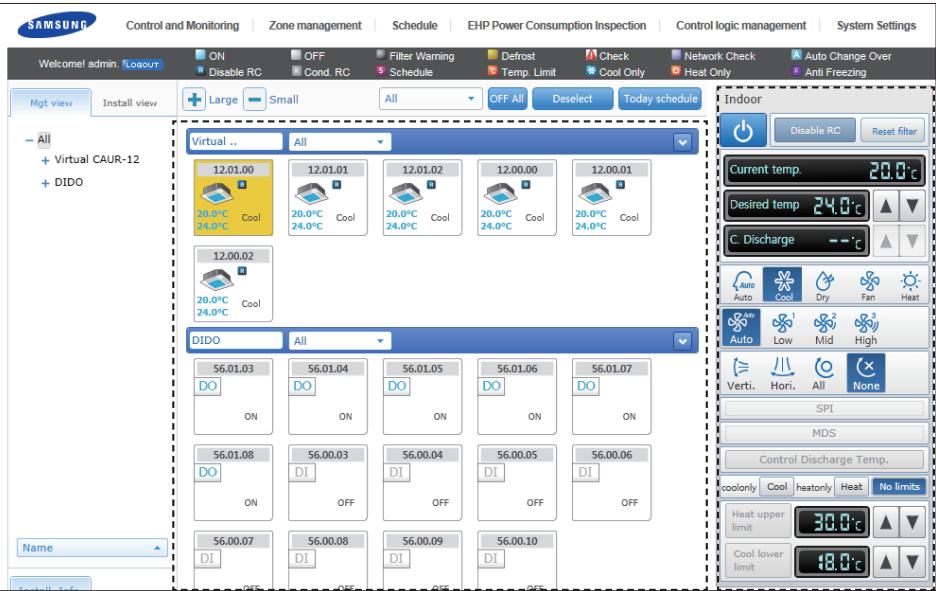 SAMSUNG
Control and Monitoring | Zone management | Schedule | EHP Power Consumption Inspection | Control logic management | System Settings
Welcome! admin. LOGOUT
ON OFF Filter Warning Defrost Check Network Check A Auto Change Over
R Disable RC R Cond. RC S Schedule Temp. Limit Cool Only Heat Only F Anti Freezing
Mgt view Install view
+ Large − Small All OFF All Deselect Today schedule
− All
+ Virtual CAUR-12
+ DIDO
Virtual .. All
12.01.00 12.01.01 12.01.02 12.00.00 12.00.01
R R R R R
20.0°C 20.0°C 20.0°C 20.0°C 20.0°C
Cool Cool Cool Cool Cool
24.0°C 24.0°C 24.0°C 24.0°C 24.0°C
12.00.02
R
20.0°C
Cool
24.0°C
DIDO All
56.01.03 56.01.04 56.01.05 56.01.06 56.01.07
DO DO DO DO DO
ON ON ON ON ON
56.01.08 56.00.03 56.00.04 56.00.05 56.00.06
DO DI DI DI DI
ON OFF OFF OFF OFF
56.00.07 56.00.08 56.00.09 56.00.10
DI DI DI DI
OFF OFF OFF OFF
Name
Install. Info
Indoor
Disable RC Reset filter
Current temp. 20.0°C
Desired temp 24.0°C
C. Discharge --°C
Auto
Auto Cool Dry Fan Heat
Auto 1 2 3
Auto Low Mid High
Verti. Hori. All None
SPI
MDS
Control Discharge Temp.
coolonly Cool heatonly Heat No limits
Heat upper
limit
30.0°C
Cool lower
limit
18.0°C